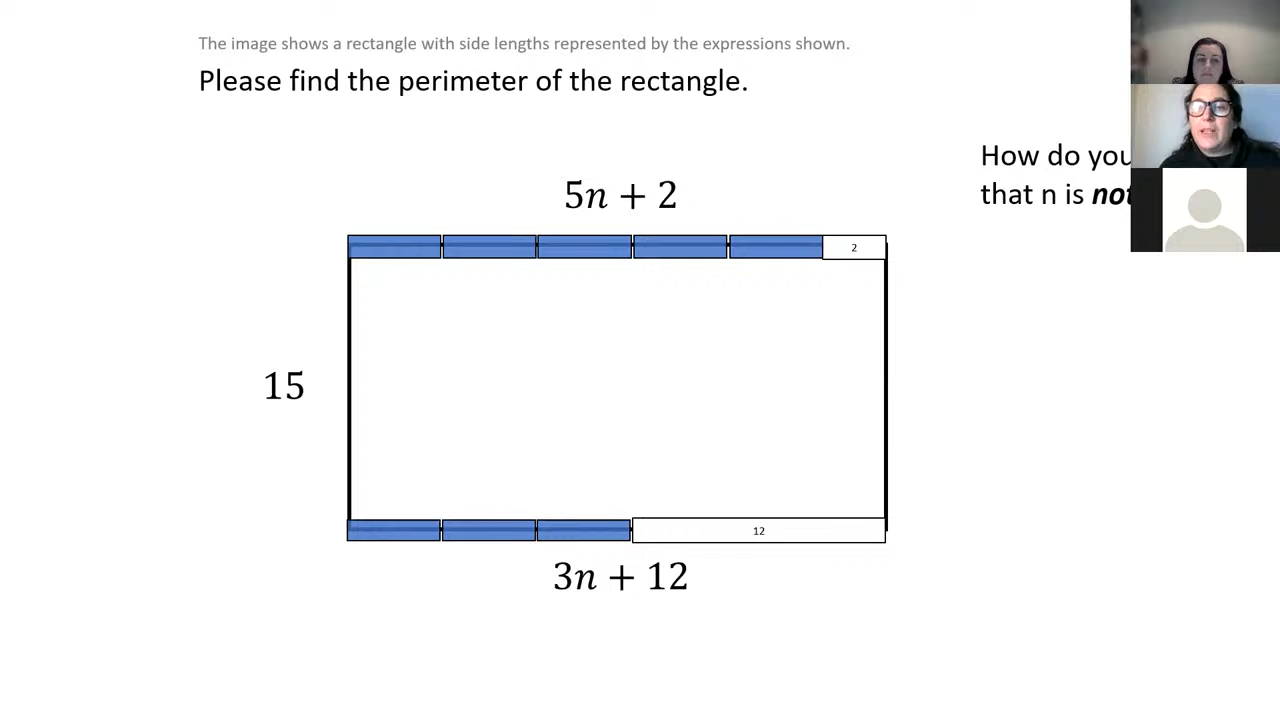 The image shows a rectangle with side lengths represented by the expressions shown.
Please find the perimeter of the rectangle.
How do you
that n is not
5n + 2
2
15
12
3n + 12